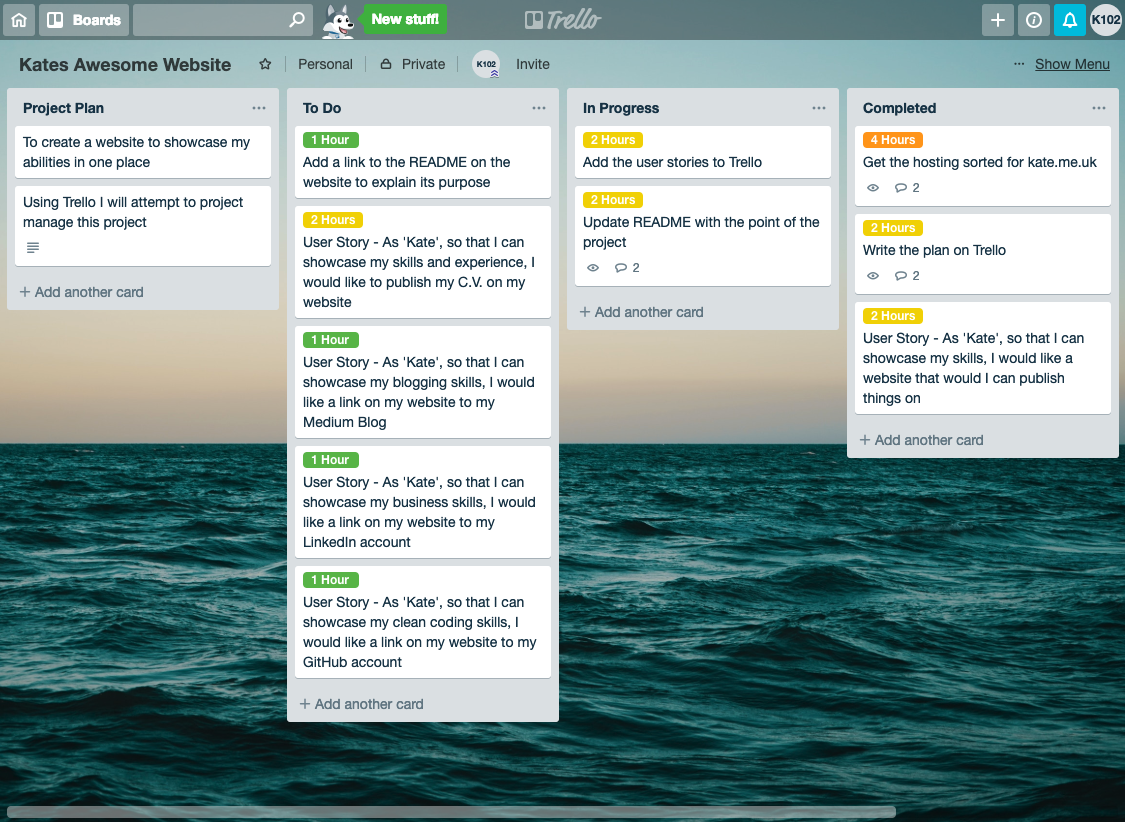 Boards
New stuff!
Trello
K102
Kates Awesome Website
Personal
Private
K102
Invite
Show Menu
Project Plan
To create a website to showcase my
abilities in one place
Using Trello I will attempt to project
manage this project
Add another card
To Do
1 Hour
Add a link to the README on the
website to explain its purpose
2 Hours
User Story - As 'Kate', so that I can
showcase my skills and experience, I
would like to publish my C.V. on my
website
1 Hour
User Story - As 'Kate', so that I can
showcase my blogging skills, I would
like a link on my website to my
Medium Blog
1 Hour
User Story - As 'Kate', so that I can
showcase my business skills, I would
like a link on my website to my
LinkedIn account
1 Hour
User Story - As 'Kate', so that I can
showcase my clean coding skills, I
would like a link on my website to my
GitHub account
Add another card
In Progress
2 Hours
Add the user stories to Trello
2 Hours
Update README with the point of the
project
2
Add another card
Completed
4 Hours
Get the hosting sorted for kate.me.uk
2
2 Hours
Write the plan on Trello
2
2 Hours
User Story - As 'Kate', so that I can
showcase my skills, I would like a
website that would I can publish
things on
Add another card